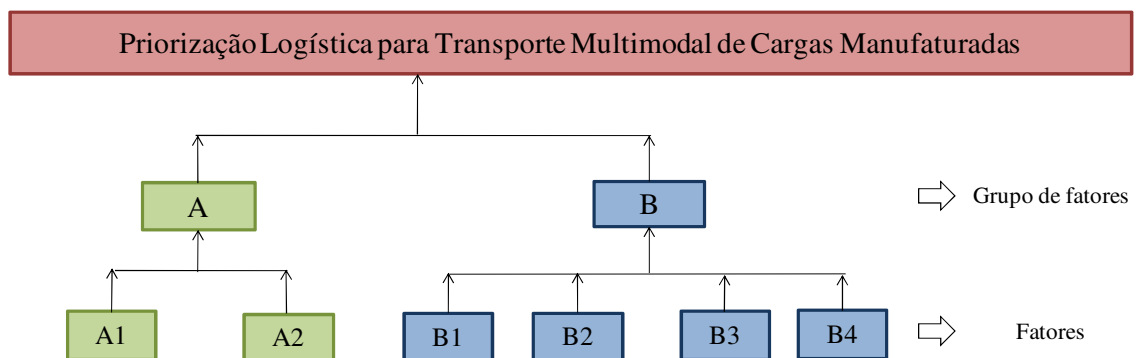 Priorização Logística para Transporte Multimodal de Cargas Manufaturadas
A
B
Grupo de fatores
A1
A2
B1
B2
B3
B4
Fatores